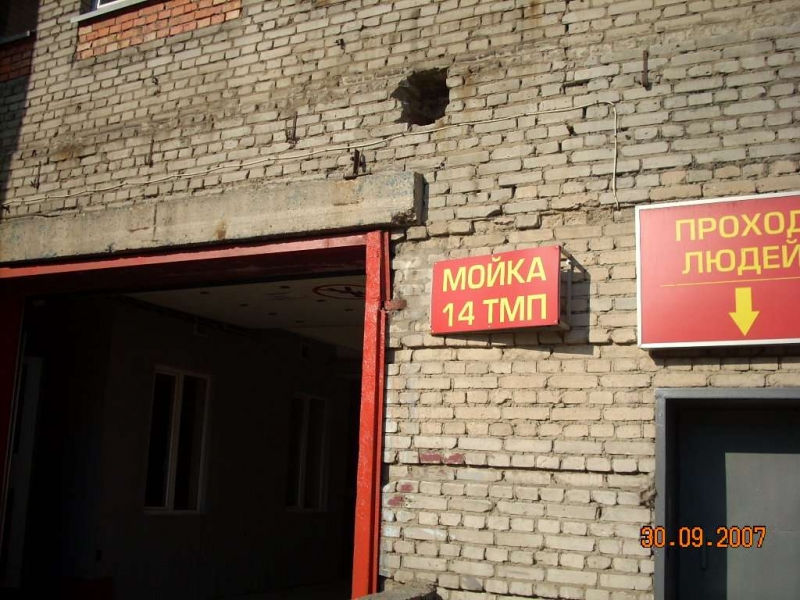 МОЙКА
14 ТМП
ПРОХОД
ЛЮДЕЙ
30.09.2007